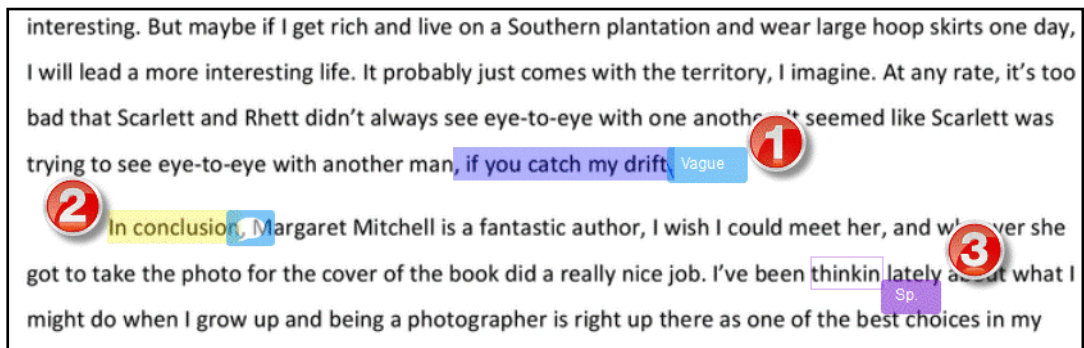 interesting. But maybe if I get rich and live on a Southern plantation and wear large hoop skirts one day,
I will lead a more interesting life. It probably just comes with the territory, I imagine. At any rate, it’s too
bad that Scarlett and Rhett didn’t always see eye-to-eye with one seemed like Scarlett was
trying to see eye-to-eye with another man, if you catch my drift Vague
1
2
In conclusion, Margaret Mitchell is a fantastic author, I wish I could meet her, and she
3
got to take the photo for the cover of the book did a really nice job. I’ve been thinkin lately what I
Sp.
might do when I grow up and being a photographer is right up there as one of the best choices in my